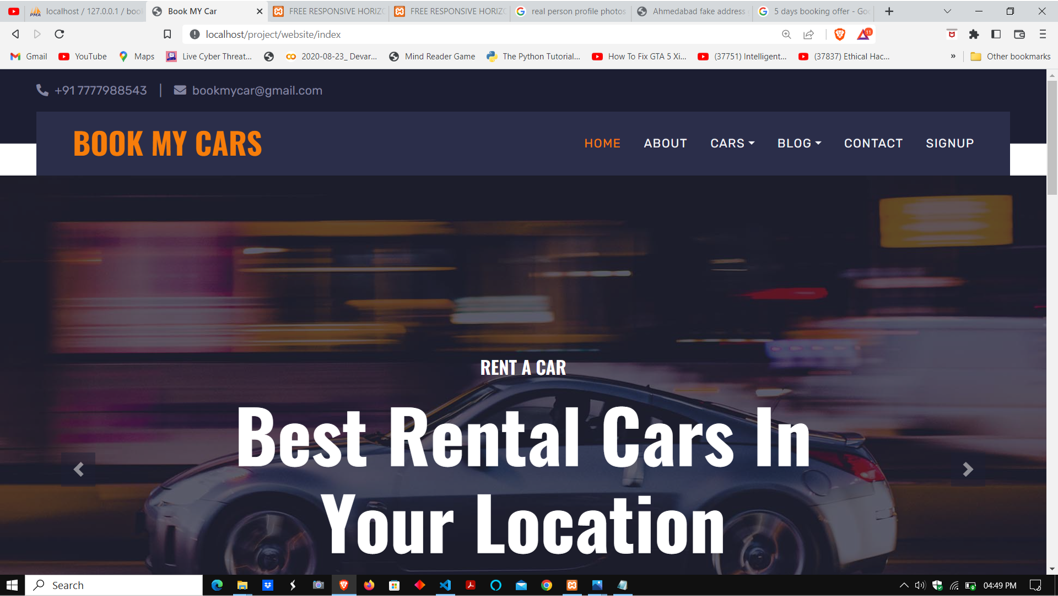 localhost / 127.0.0.1 / boo
Book MY Car
FREE RESPONSIVE HORIZ
FREE RESPONSIVE HORIZ
real person profile photos
Ahmedabad fake address
5 days booking offer - Goo
localhost/project/website/index
Gmail
YouTube
Maps
Live Cyber Threat...
2020-08-23_ Devar...
Mind Reader Game
The Python Tutorial...
How To Fix GTA 5 Xi...
(37751) Intelligent...
(37837) Ethical Hac...
»
Other bookmarks
+91 7777988543 | bookmycar@gmail.com
BOOK MY CARS
HOME
ABOUT
CARS
BLOG
CONTACT
SIGNUP
RENT A CAR
Best Rental Cars In
Your Location
Search
04:49 PM